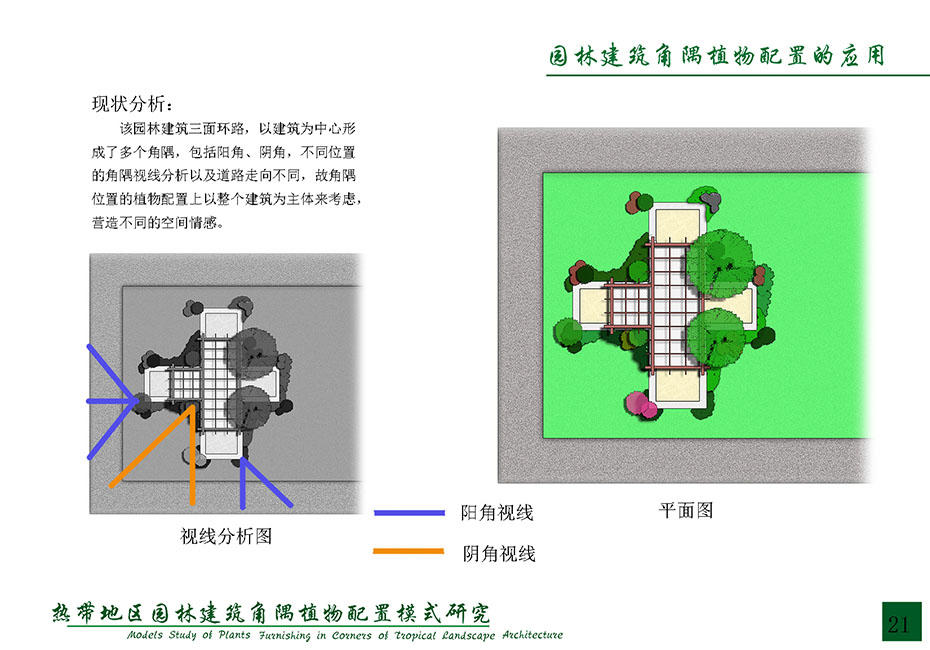 园林建筑角隅植物配置的应用
现状分析：
该园林建筑三面环路，以建筑为中心形
成了多个角隅，包括阳角、阴角，不同位置
的角隅视线分析以及道路走向不同，故角隅
位置的植物配置上以整个建筑为主体来考虑，
营造不同的空间情感。
视线分析图
阳角视线
阴角视线
平面图
热带地区园林建筑角隅植物配置模式研究
Models Study of Plants Furnishing in Corners of Tropical Landscape Architecture
21